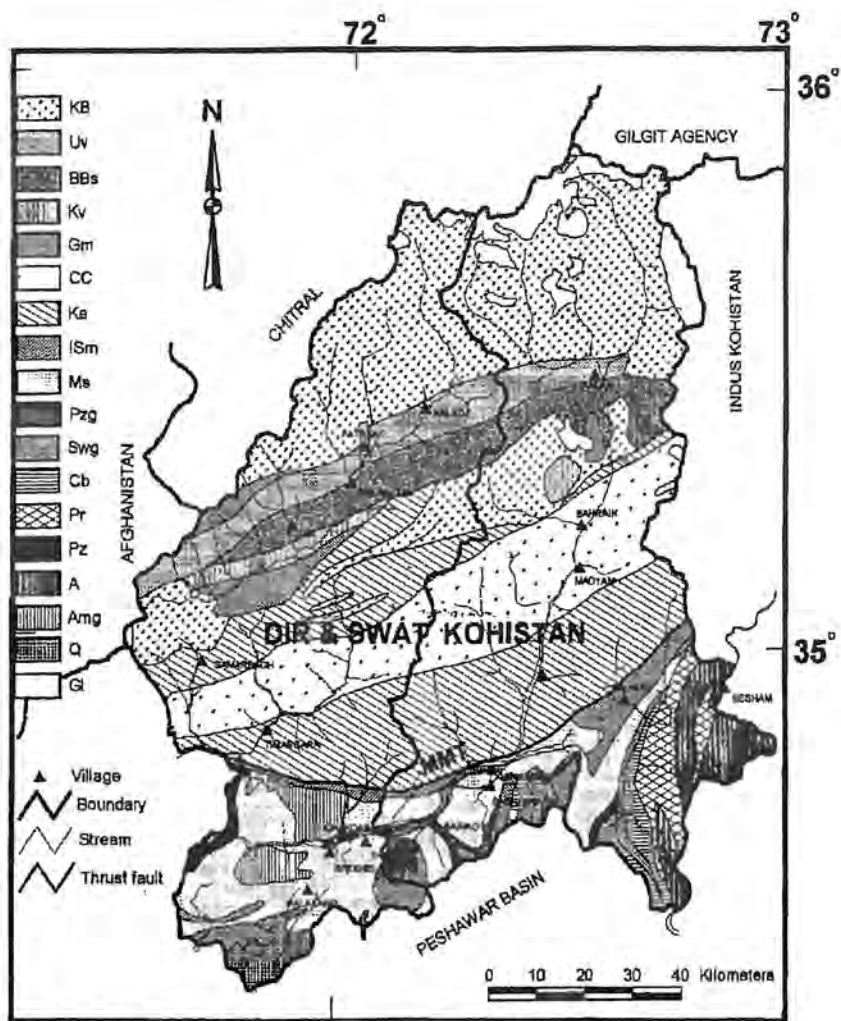 72°
73°
36°
KB
Uv
BBs
Kv
Gm
CC
Ka
ISm
Ms
Pzg
Swg
Cb
Pr
Pz
A
Amg
Q
Gl
N
GILGIT AGENCY
CHITRAL
INDUS KOHISTAN
AFGHANISTAN
BAHRAIN
MADYAN
DIR & SWAT KOHISTAN
35°
BESHAM
TIMARGARA
MMT
PESHAWAR BASIN
Village
Boundary
Stream
Thrust fault
0 10 20 30 40 Kilometers